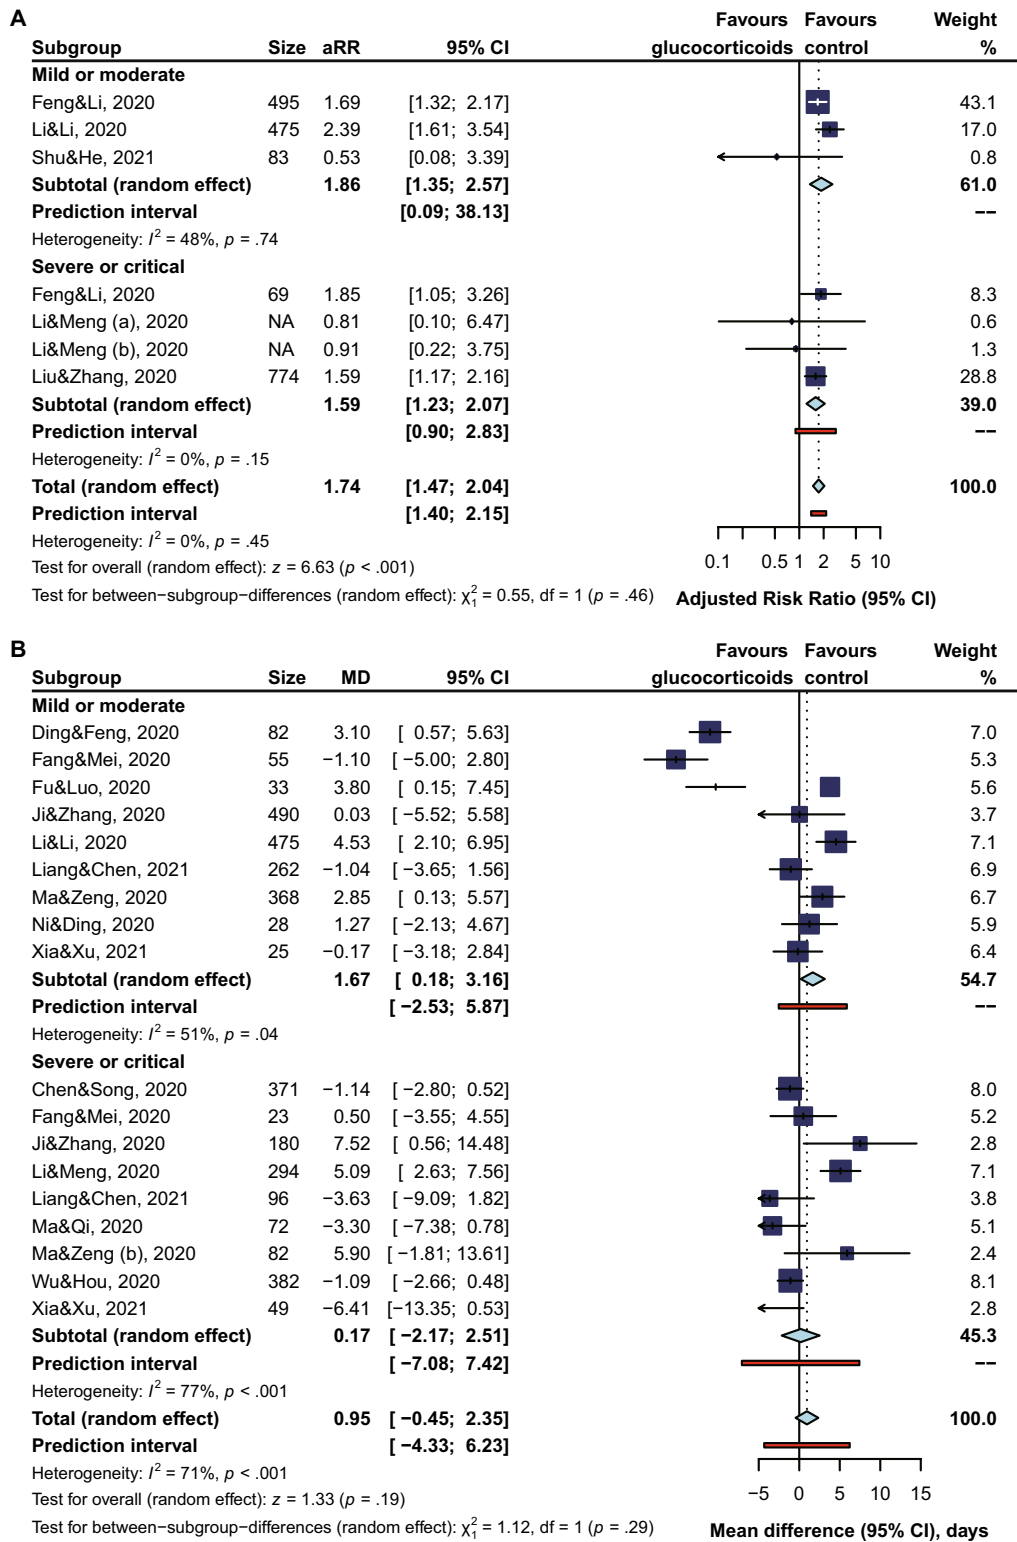 A
Favours Favours Weight
Subgroup Size aRR 95% CI glucocorticoids control %
Mild or moderate
Feng&Li, 2020 495 1.69 [1.32; 2.17] 43.1
Li&Li, 2020 475 2.39 [1.61; 3.54] 17.0
Shu&He, 2021 83 0.53 [0.08; 3.39] 0.8
Subtotal (random effect) 1.86 [1.35; 2.57] 61.0
Prediction interval [0.09; 38.13] −−
Heterogeneity: I² = 48%, p = .74
Severe or critical
Feng&Li, 2020 69 1.85 [1.05; 3.26] 8.3
Li&Meng (a), 2020 NA 0.81 [0.10; 6.47] 0.6
Li&Meng (b), 2020 NA 0.91 [0.22; 3.75] 1.3
Liu&Zhang, 2020 774 1.59 [1.17; 2.16] 28.8
Subtotal (random effect) 1.59 [1.23; 2.07] 39.0
Prediction interval [0.90; 2.83] −−
Heterogeneity: I² = 0%, p = .15
Total (random effect) 1.74 [1.47; 2.04] 100.0
Prediction interval [1.40; 2.15]
Heterogeneity: I² = 0%, p = .45
0.1 0.5 1 2 5 10
Test for overall (random effect): z = 6.63 (p < .001)
Test for between−subgroup−differences (random effect): χ₁² = 0.55, df = 1 (p = .46) Adjusted Risk Ratio (95% CI)
B
Favours Favours Weight
Subgroup Size MD 95% CI glucocorticoids control %
Mild or moderate
Ding&Feng, 2020 82 3.10 [ 0.57; 5.63] 7.0
Fang&Mei, 2020 55 −1.10 [ −5.00; 2.80] 5.3
Fu&Luo, 2020 33 3.80 [ 0.15; 7.45] 5.6
Ji&Zhang, 2020 490 0.03 [ −5.52; 5.58] 3.7
Li&Li, 2020 475 4.53 [ 2.10; 6.95] 7.1
Liang&Chen, 2021 262 −1.04 [ −3.65; 1.56] 6.9
Ma&Zeng, 2020 368 2.85 [ 0.13; 5.57] 6.7
Ni&Ding, 2020 28 1.27 [ −2.13; 4.67] 5.9
Xia&Xu, 2021 25 −0.17 [ −3.18; 2.84] 6.4
Subtotal (random effect) 1.67 [ 0.18; 3.16] 54.7
Prediction interval [ −2.53; 5.87] −−
Heterogeneity: I² = 51%, p = .04
Severe or critical
Chen&Song, 2020 371 −1.14 [ −2.80; 0.52] 8.0
Fang&Mei, 2020 23 0.50 [ −3.55; 4.55] 5.2
Ji&Zhang, 2020 180 7.52 [ 0.56; 14.48] 2.8
Li&Meng, 2020 294 5.09 [ 2.63; 7.56] 7.1
Liang&Chen, 2021 96 −3.63 [ −9.09; 1.82] 3.8
Ma&Qi, 2020 72 −3.30 [ −7.38; 0.78] 5.1
Ma&Zeng (b), 2020 82 5.90 [ −1.81; 13.61] 2.4
Wu&Hou, 2020 382 −1.09 [ −2.66; 0.48] 8.1
Xia&Xu, 2021 49 −6.41 [−13.35; 0.53] 2.8
Subtotal (random effect) 0.17 [ −2.17; 2.51] 45.3
Prediction interval [ −7.08; 7.42] −−
Heterogeneity: I² = 77%, p < .001
Total (random effect) 0.95 [ −0.45; 2.35] 100.0
Prediction interval [ −4.33; 6.23]
Heterogeneity: I² = 71%, p < .001
−5 0 5 10 15
Test for overall (random effect): z = 1.33 (p = .19)
Test for between−subgroup−differences (random effect): χ₁² = 1.12, df = 1 (p = .29) Mean difference (95% CI), days